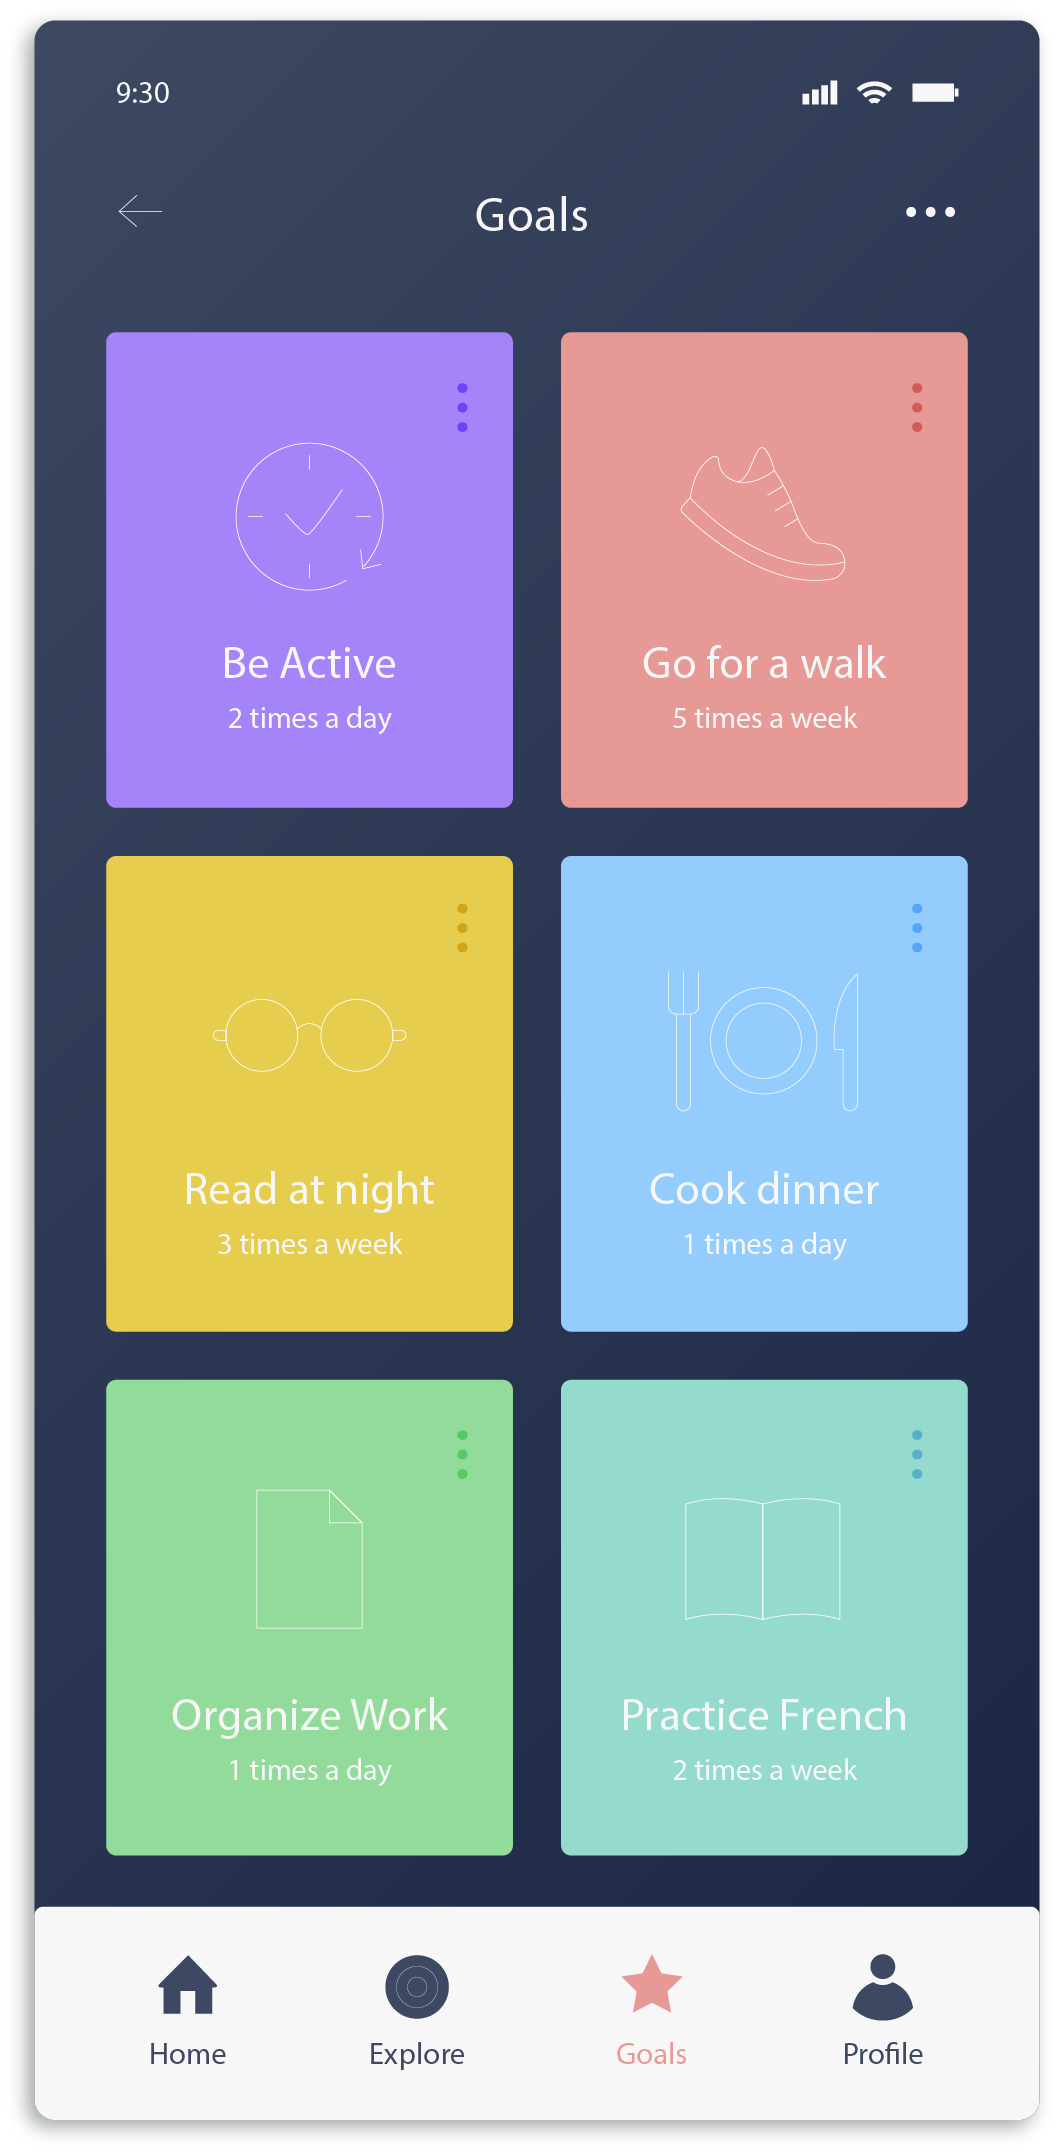 9:30
Goals
Be Active
2 times a day
Go for a walk
5 times a week
Read at night
3 times a week
Cook dinner
1 times a day
Organize Work
1 times a day
Practice French
2 times a week
Home
Explore
Goals
Profile